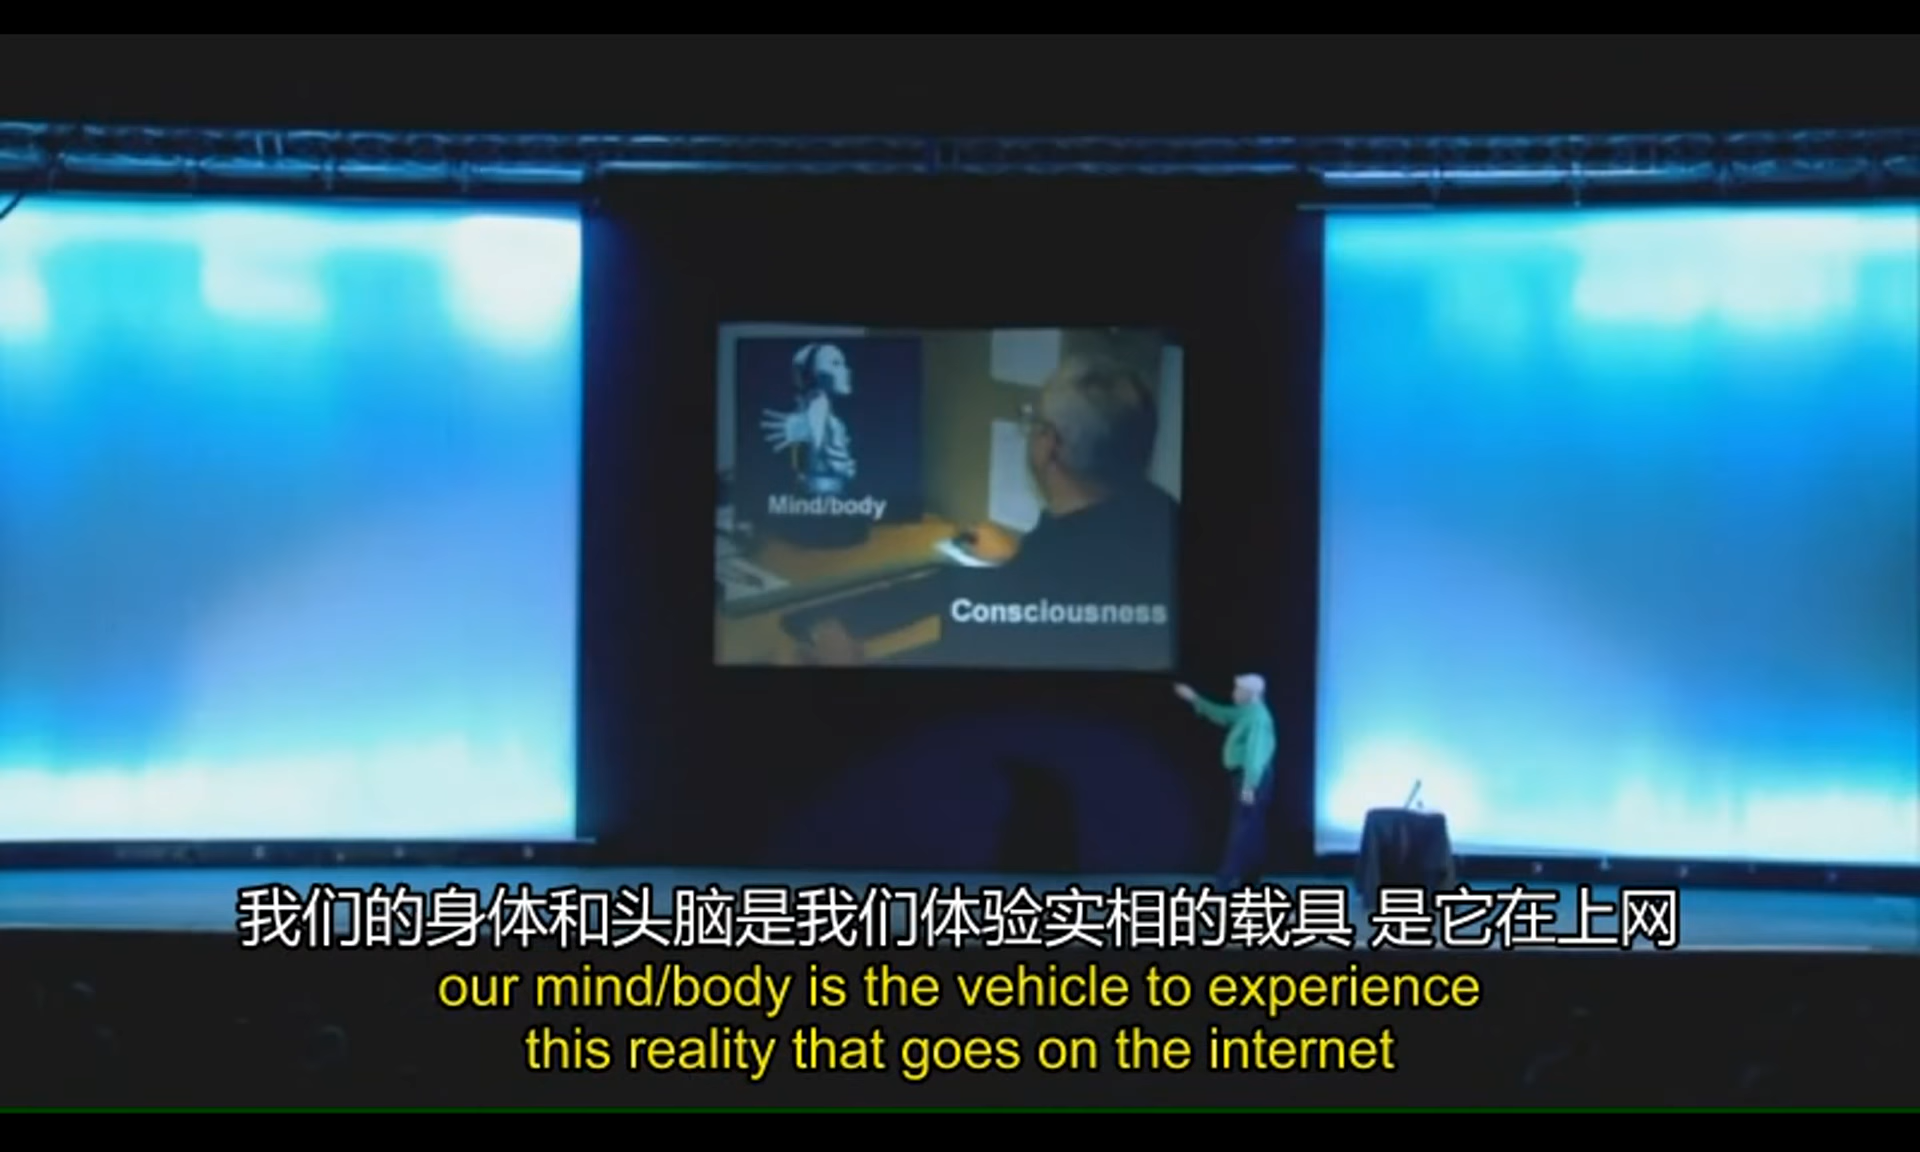 Mind/body
Consciousness
我们的身体和头脑是我们体验实相的载具 是它在上网
our mind/body is the vehicle to experience
this reality that goes on the internet